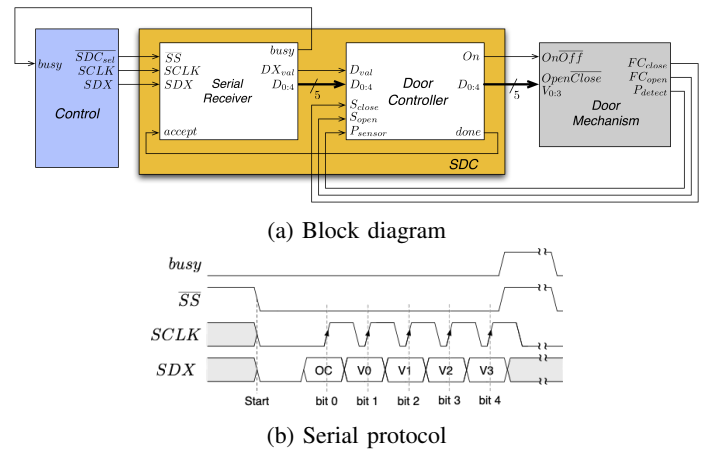 busy
SDC_sel
SCLK
SDX
Control
busy
SS
SCLK
SDX
Serial
Receiver
DX_val
D_0:4
accept
5
D_val
D_0:4
S_close
S_open
P_sensor
Door
Controller
On
D_0:4
done
SDC
5
OnOff
OpenClose
V_0:3
FC_close
FC_open
P_detect
Door
Mechanism
(a) Block diagram
busy
SS
SCLK
SDX
OC V0 V1 V2 V3
Start bit 0 bit 1 bit 2 bit 3 bit 4
(b) Serial protocol